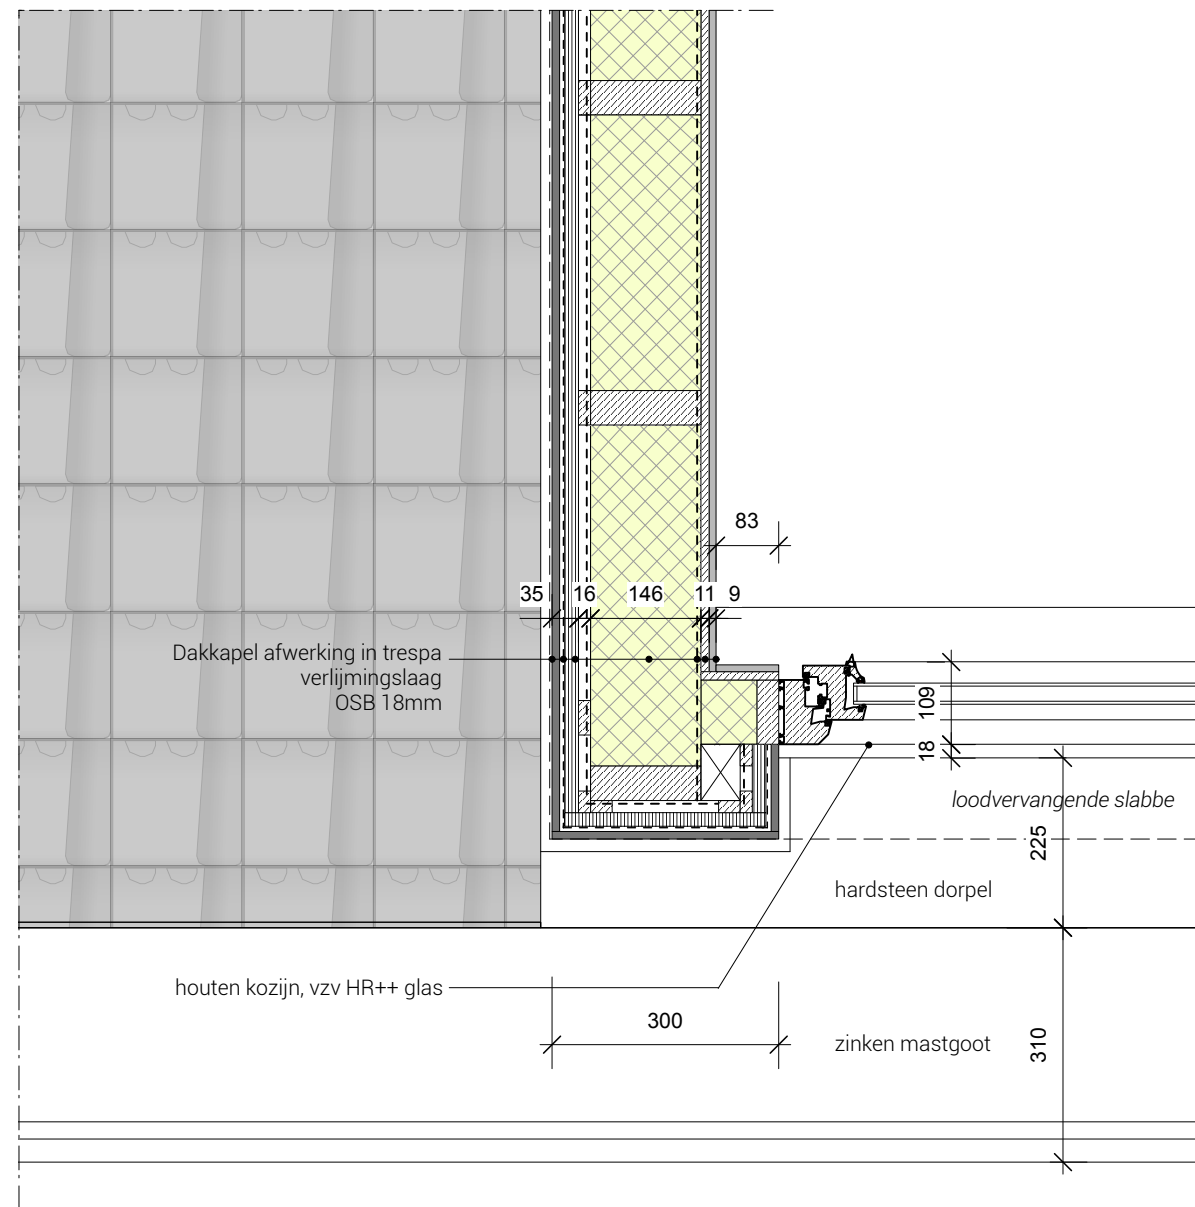 83
35 16 146 11 9
Dakkapel afwerking in trespa
verlijmingslaag
OSB 18mm
109
18
loodvervangende slabbe
225
hardsteen dorpel
houten kozijn, vzv HR++ glas
300
zinken mastgoot
310